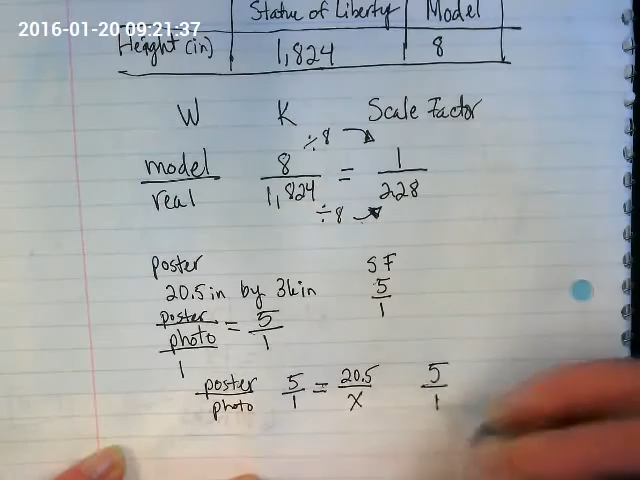 Statue of Liberty Model
2016-01-20 09:21:37
Height (in) 1,824 8
W K Scale Factor
÷8
model 8 = 1
real 1,824 228
÷8
poster SF
20.5 in by 36in 5
1
poster = 5
photo 1
1
poster 5 = 20.5 5
photo 1 X 1